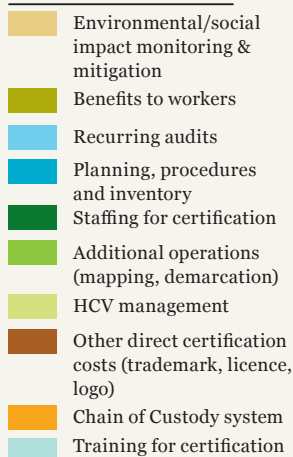 Environmental/social
impact monitoring &
mitigation
Benefits to workers
Recurring audits
Planning, procedures
and inventory
Staffing for certification
Additional operations
(mapping, demarcation)
HCV management
Other direct certification
costs (trademark, licence,
logo)
Chain of Custody system
Training for certification